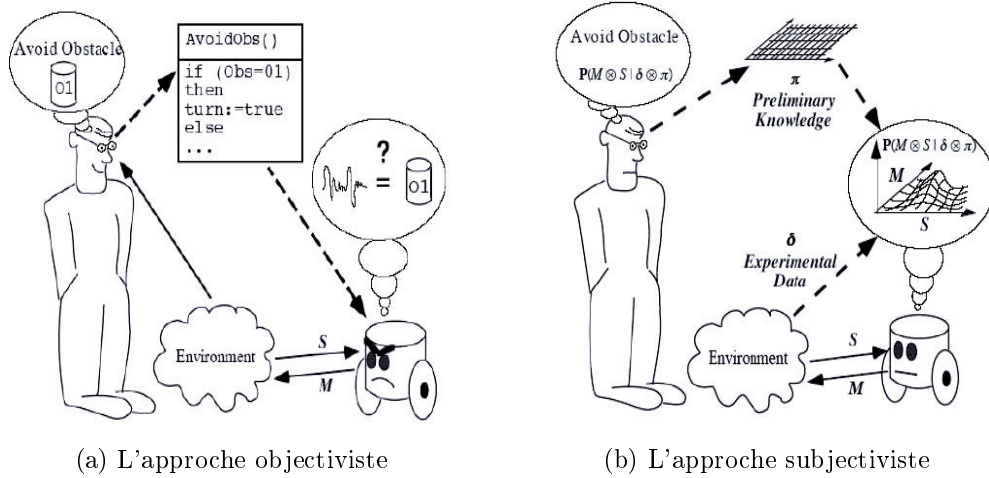 Avoid Obstacle
O1
AvoidObs()
if (Obs=O1)
then
turn:=true
else
...
?
=
O1
Environment
S
M
(a) L'approche objectiviste
Avoid Obstacle
P(M ⊗ S | δ ⊗ π)
π
Preliminary
Knowledge
P(M ⊗ S | δ ⊗ π)
M
S
δ
Experimental
Data
Environment
S
M
(b) L'approche subjectiviste